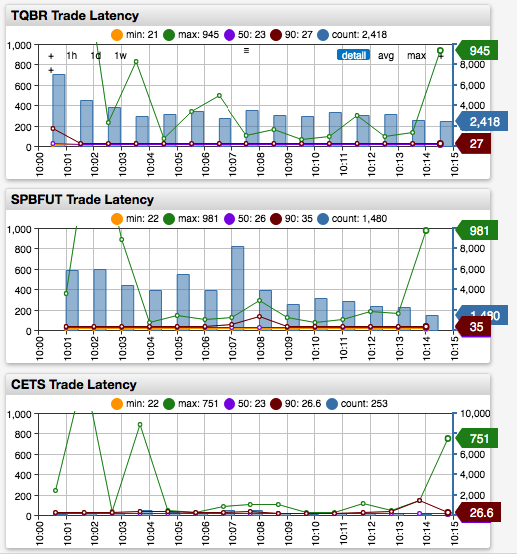 TQBR Trade Latency
min: 21 max: 945 50: 23 90: 27 count: 2,418
1,000 + 1h 1d 1w ≡ detail avg max + 945
+
800 8,000
600 6,000
400 4,000
200 2,418
0 27
10:00 10:01 10:02 10:03 10:04 10:05 10:06 10:07 10:08 10:09 10:10 10:11 10:12 10:13 10:14 10:15
SPBFUT Trade Latency
min: 22 max: 981 50: 26 90: 35 count: 1,480
1,000 981
800 8,000
600 6,000
400 4,000
200 1,480
0 35
10:00 10:01 10:02 10:03 10:04 10:05 10:06 10:07 10:08 10:09 10:10 10:11 10:12 10:13 10:14 10:15
CETS Trade Latency
min: 22 max: 751 50: 23 90: 26.6 count: 253
1,000 10,000
800 751
600 6,000
400 4,000
200 2,000
0 26.6
10:00 10:01 10:02 10:03 10:04 10:05 10:06 10:07 10:08 10:09 10:10 10:11 10:12 10:13 10:14 10:15